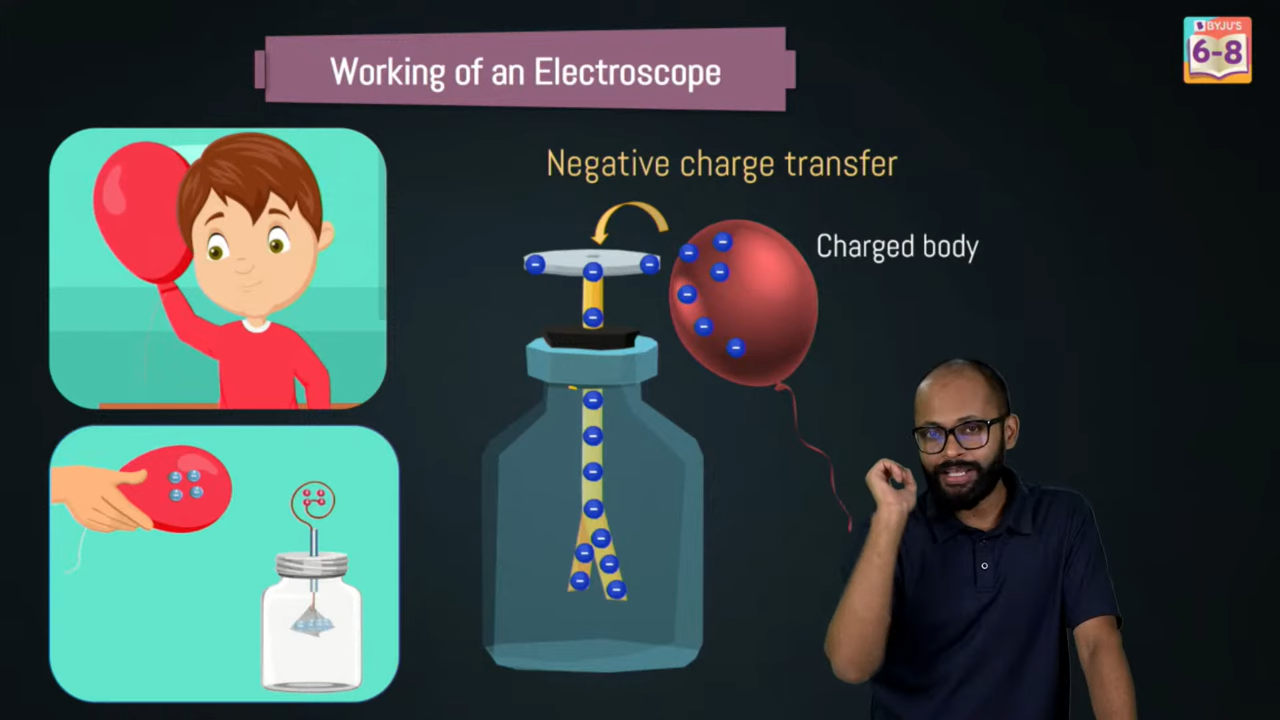 BYJU'S
6-8
Working of an Electroscope
Negative charge transfer
Charged body